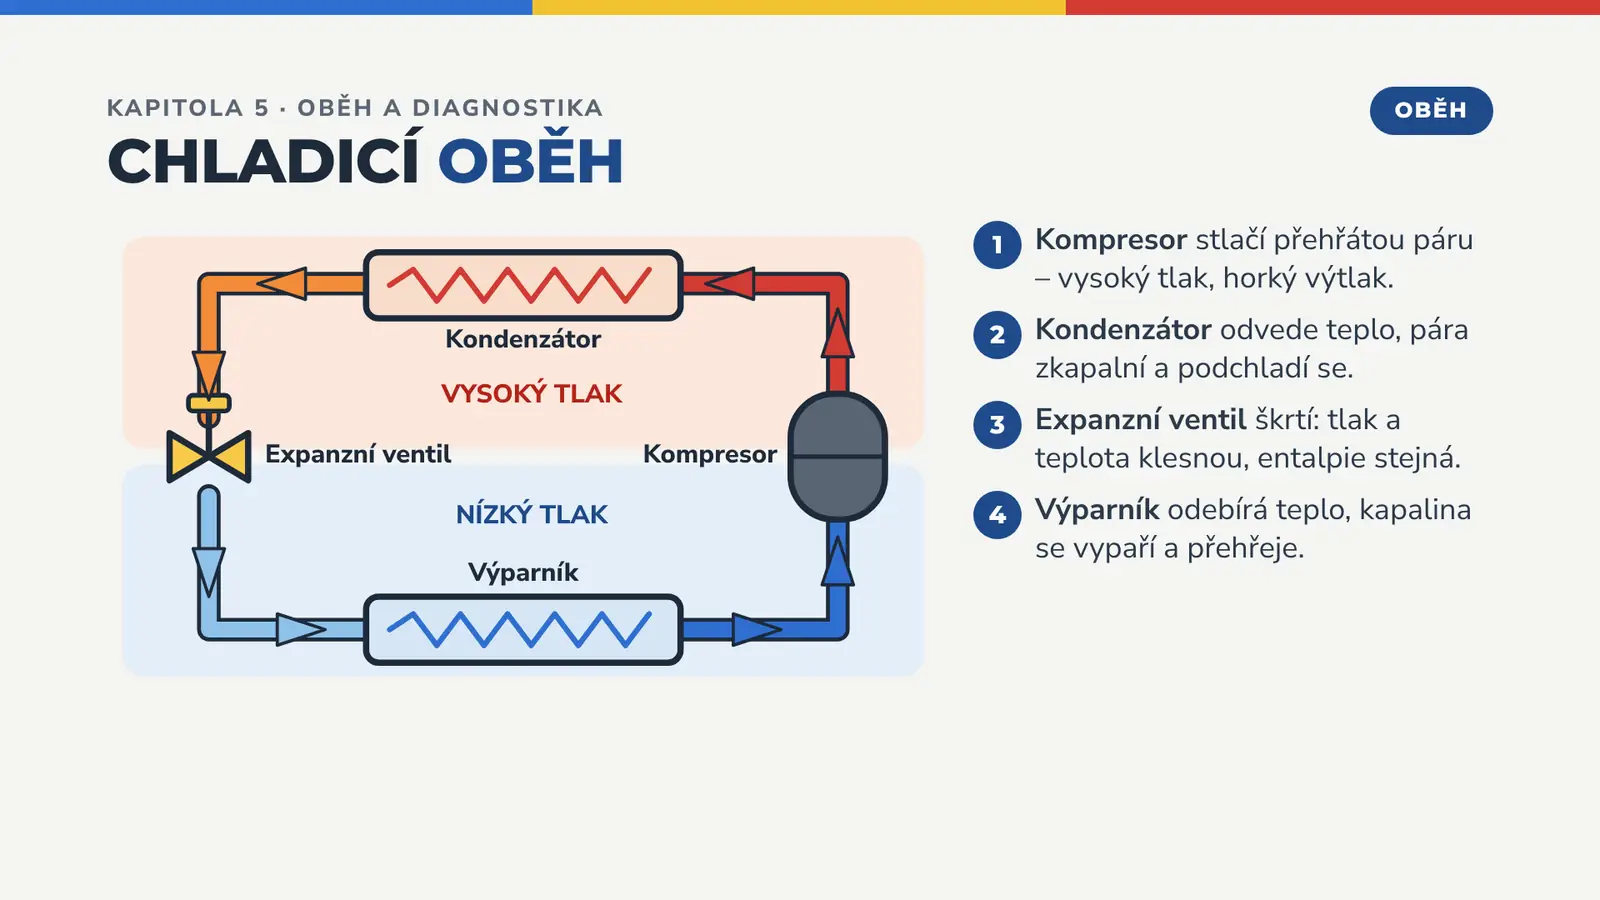 KAPITOLA 5 · OBĚH A DIAGNOSTIKA
OBĚH
CHLADICÍ OBĚH
Kondenzátor
VYSOKÝ TLAK
Expanzní ventil
Kompresor
NÍZKÝ TLAK
Výparník
1 Kompresor stlačí přehřátou páru
– vysoký tlak, horký výtlak.
2 Kondenzátor odvede teplo, pára
zkapalní a podchladí se.
3 Expanzní ventil škrtí: tlak a
teplota klesnou, entalpie stejná.
4 Výparník odebírá teplo, kapalina
se vypaří a přehřeje.